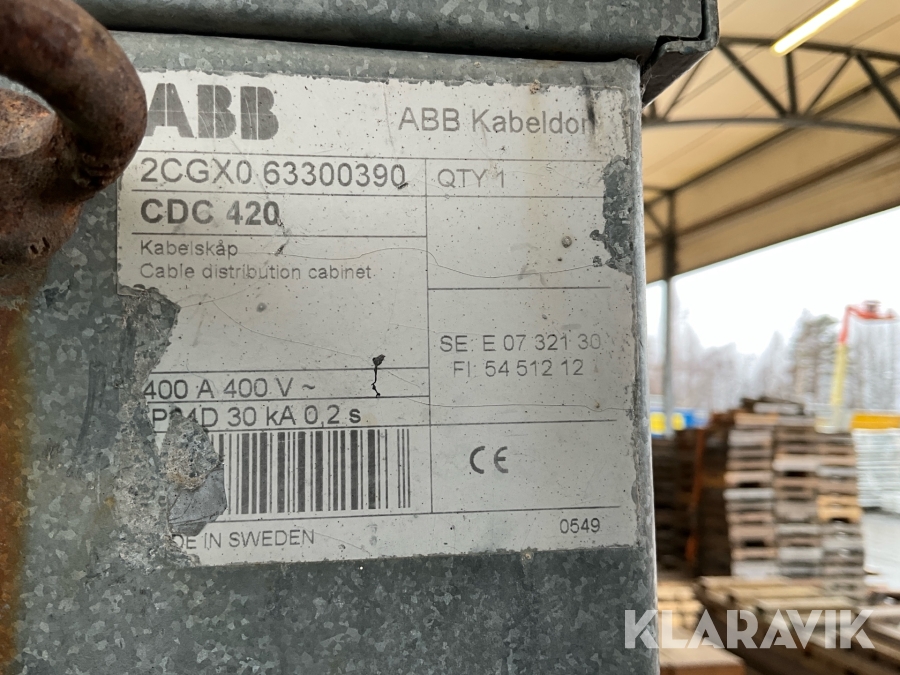 ABB
ABB Kabeldon
2CGX0 63300390
QTY 1
CDC 420
Kabelskåp
Cable distribution cabinet
SE: E 07 321 30
FI: 54 512 12
400 A 400 V ~
30 kA 0,2 s
CE
DE IN SWEDEN
0549
KLARAVIK